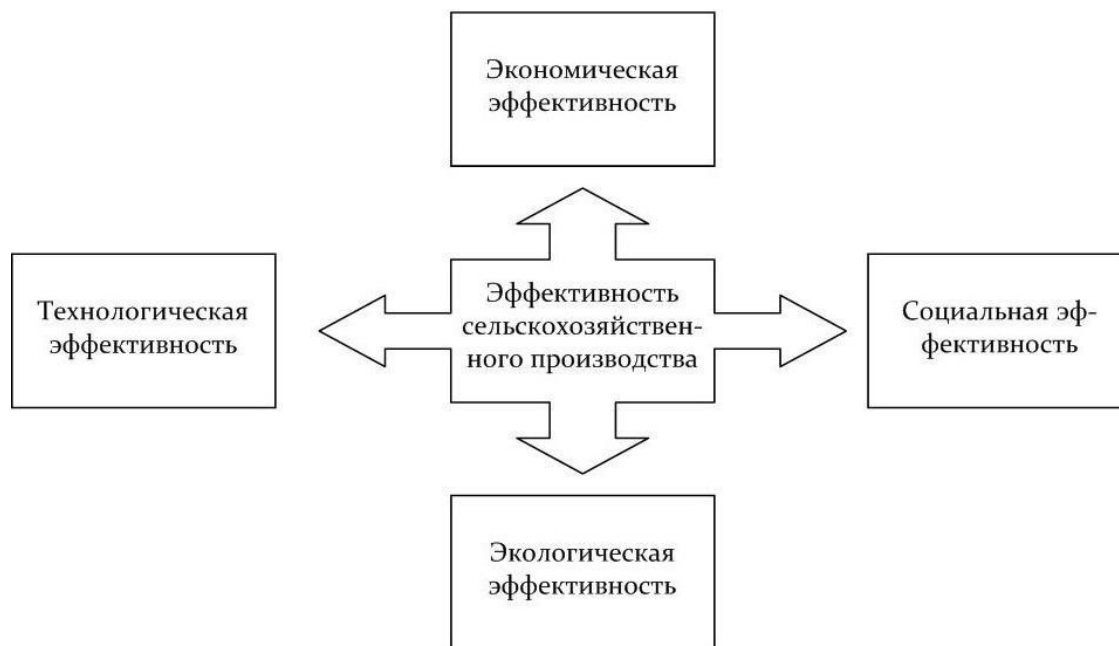 Экономическая
эффективность
Технологическая
эффективность
Эффективность
сельскохозяйствен-
ного производства
Социальная эф-
фективность
Экологическая
эффективность